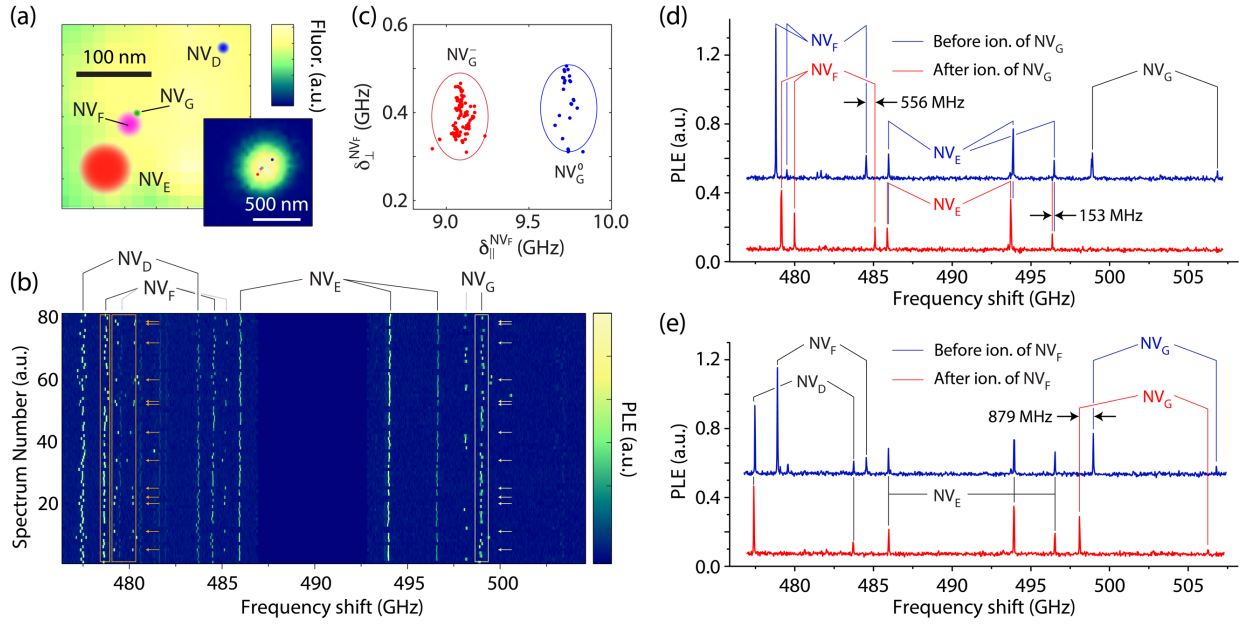 (a)
100 nm
NV_D
NV_G
NV_F
NV_E
500 nm
Fluor. (a.u.)
(c)
0.6
0.4
0.2
δ_⊥^{NV_F} (GHz)
NV_G^-
NV_G^0
9.0
9.5
10.0
δ_||^{NV_F} (GHz)
(b)
NV_D
NV_F
NV_E
NV_G
80
60
40
20
Spectrum Number (a.u.)
480
485
490
495
500
Frequency shift (GHz)
PLE (a.u.)
(d)
1.2
0.8
0.4
0.0
PLE (a.u.)
NV_F
NV_F
Before ion. of NV_G
After ion. of NV_G
556 MHz
NV_G
NV_E
NV_E
153 MHz
480
485
490
495
500
505
Frequency shift (GHz)
(e)
1.2
0.8
0.4
0.0
PLE (a.u.)
NV_F
NV_D
Before ion. of NV_F
After ion. of NV_F
NV_G
NV_G
879 MHz
NV_E
480
485
490
495
500
505
Frequency shift (GHz)